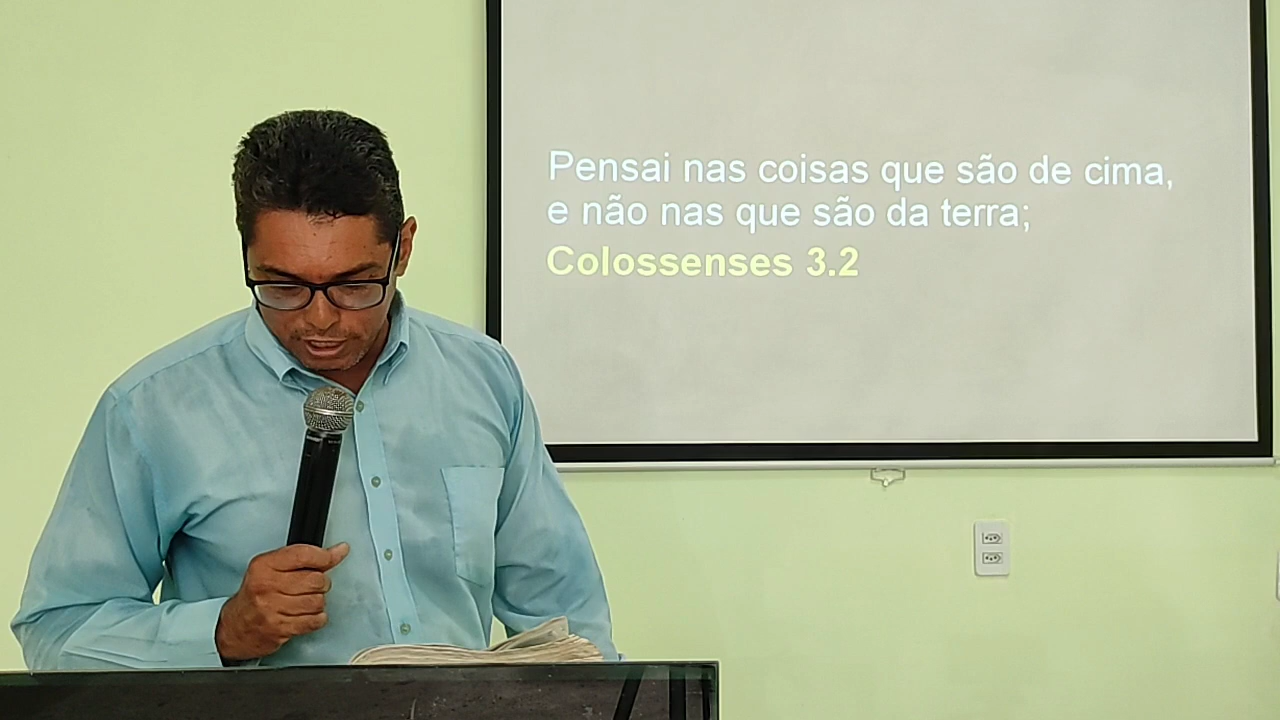 Pensai nas coisas que são de cima,
e não nas que são da terra;
Colossenses 3.2